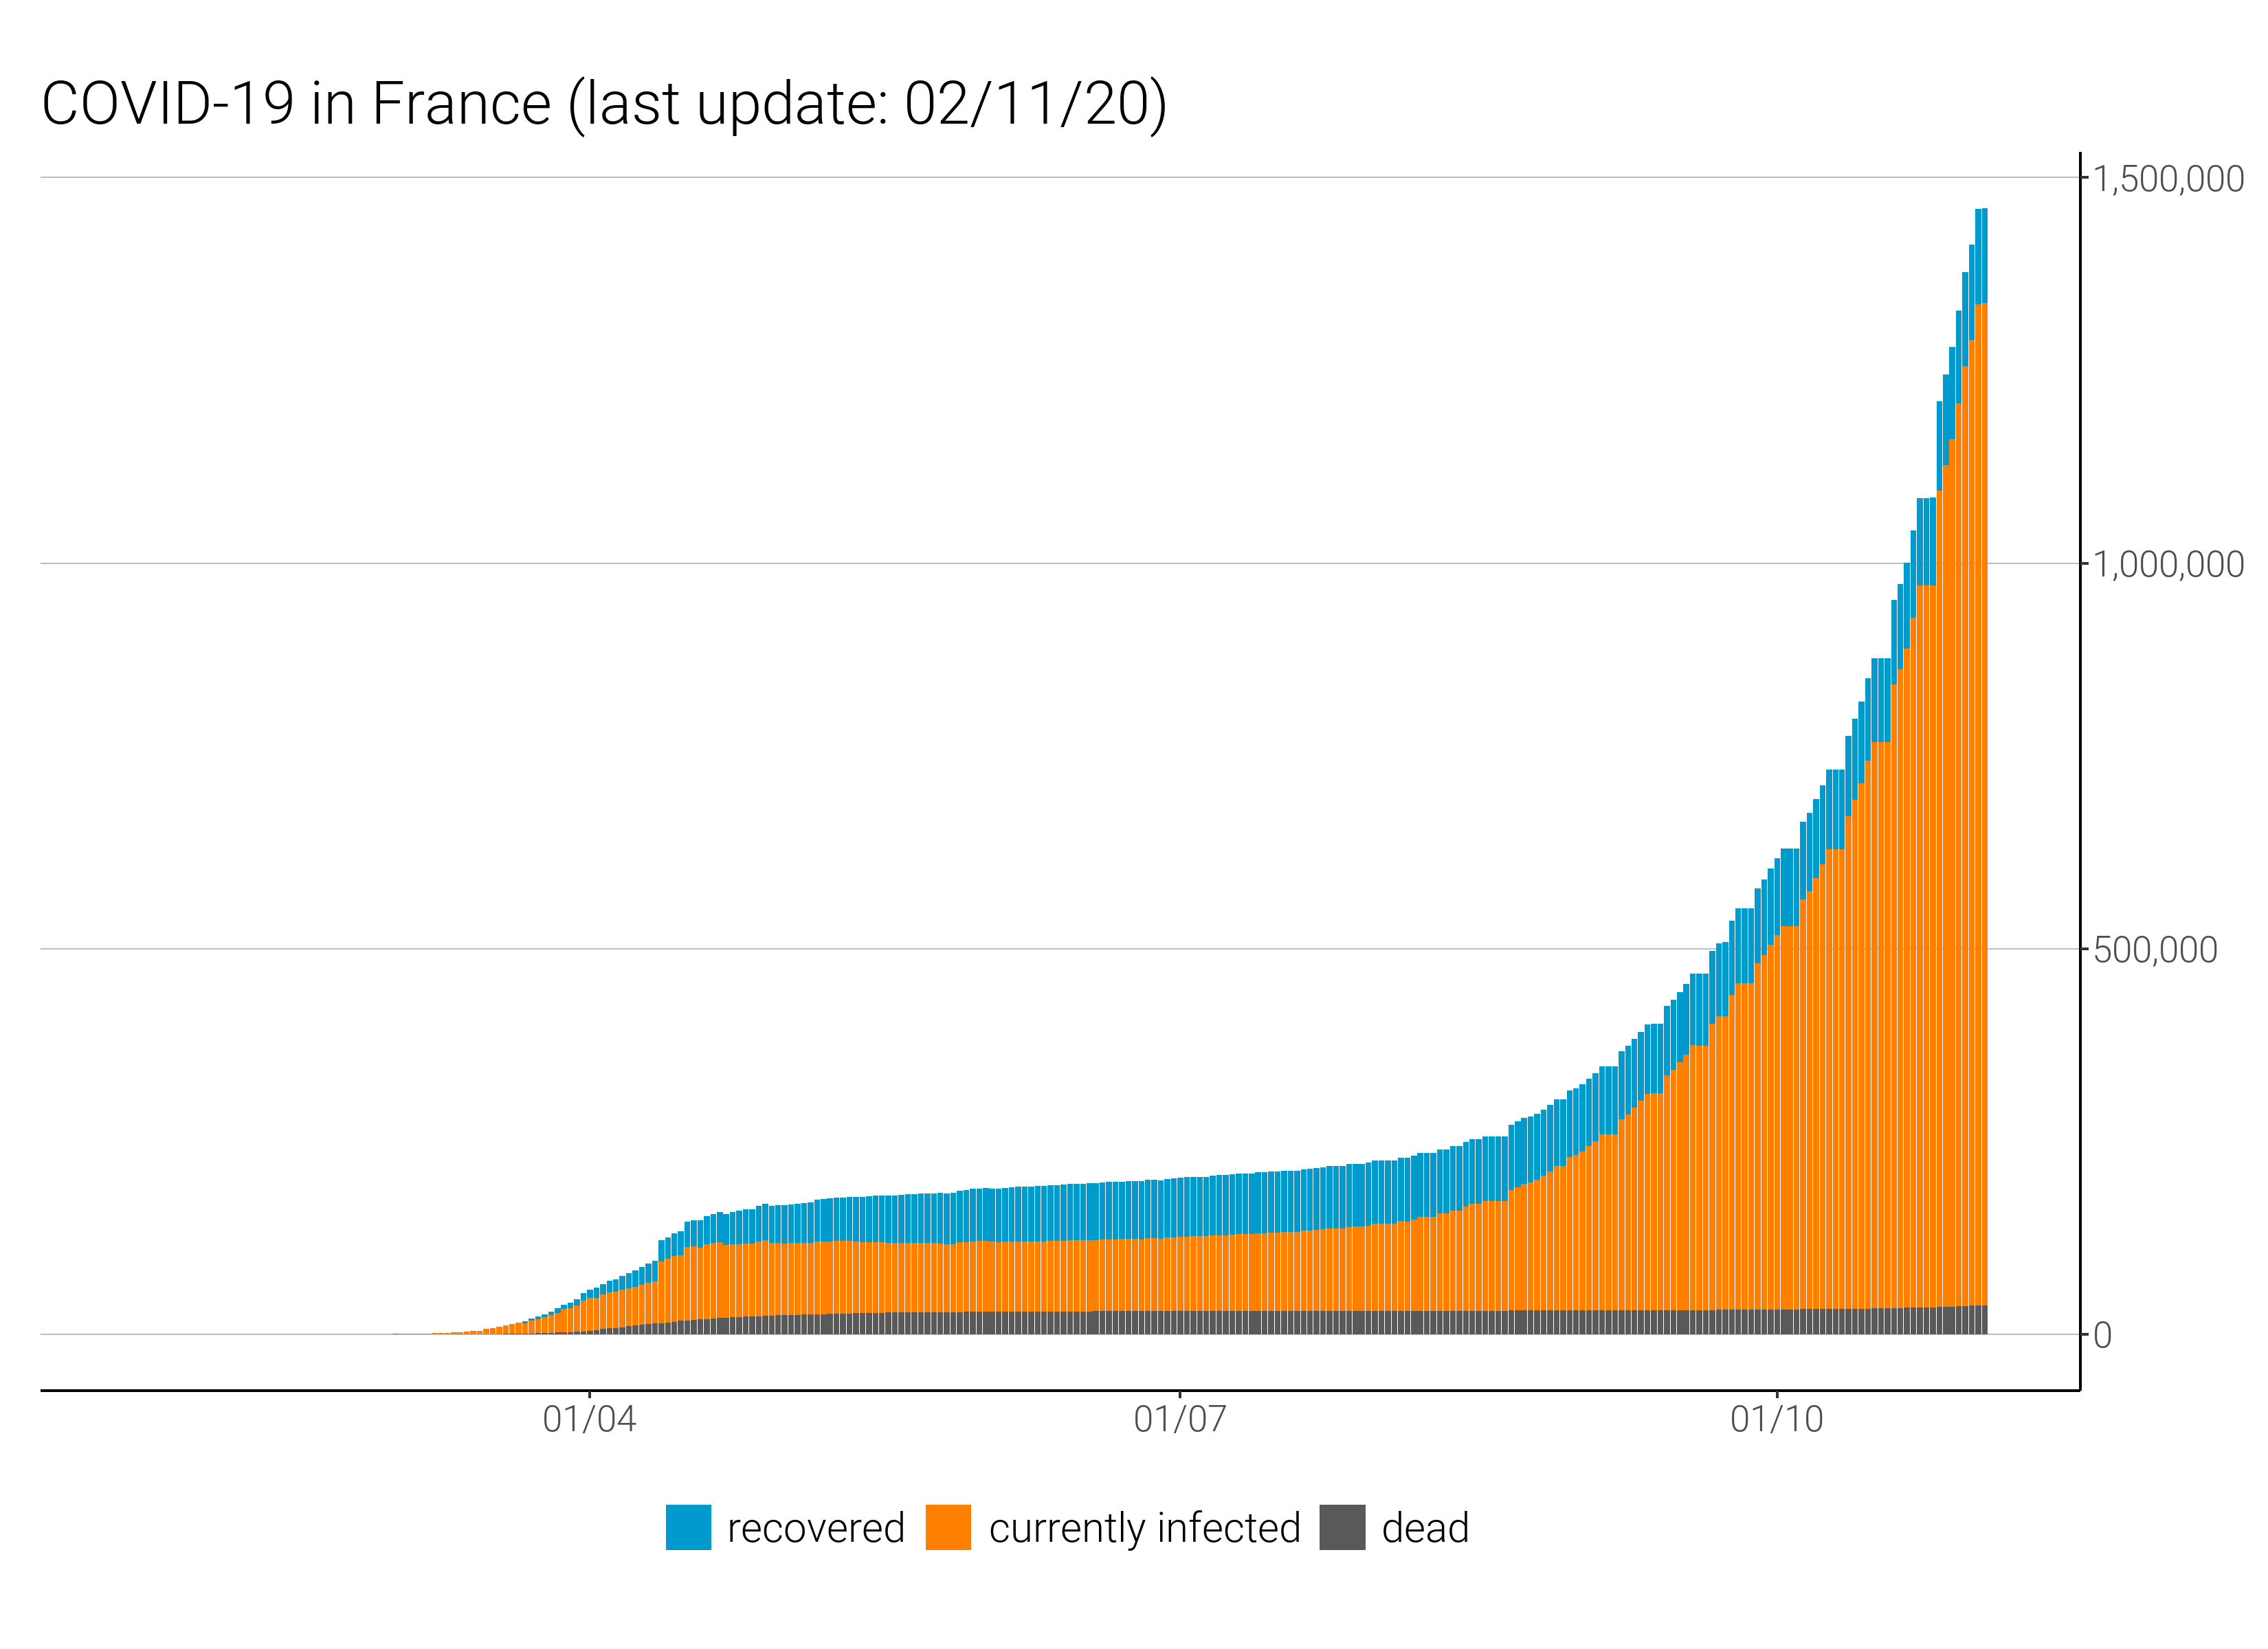 COVID-19 in France (last update: 02/11/20)
1,500,000
1,000,000
500,000
0
01/04 01/07 01/10
recovered currently infected dead